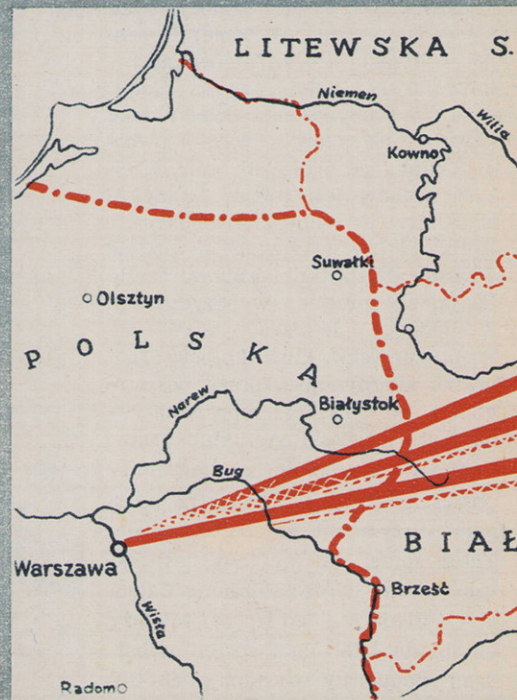 LITEWSKA S.
Niemen
Wilia
Kowno
Suwałki
Olsztyn
POLSKA
Narew
Białystok
Bug
BIAŁ
Warszawa
Brześć
Wisła
Radom